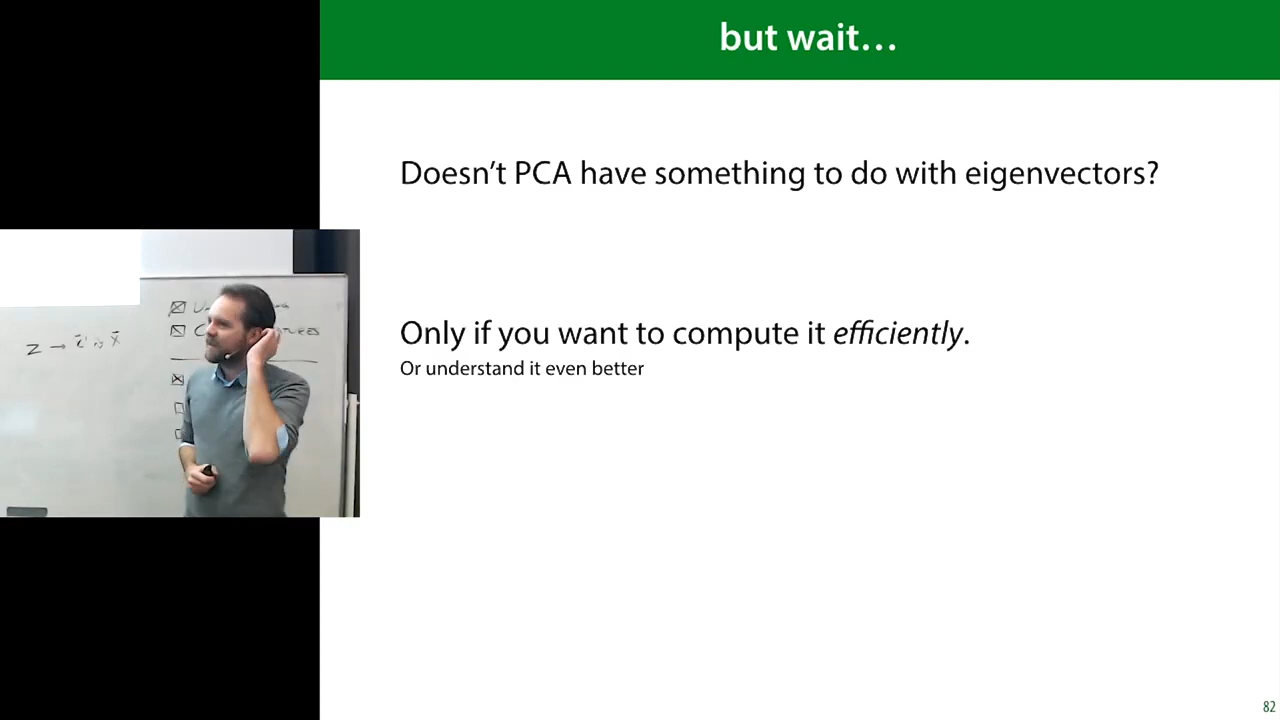 but wait…
Doesn’t PCA have something to do with eigenvectors?
Only if you want to compute it efficiently.
Or understand it even better
82